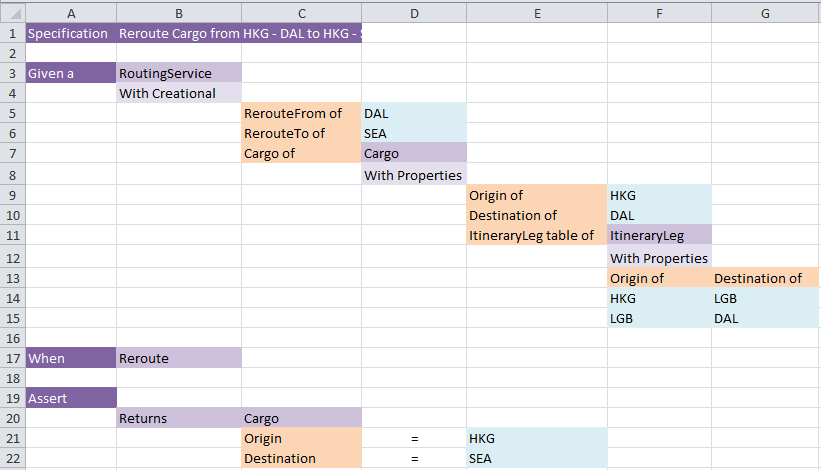 A B C D E F G
1 Specification Reroute Cargo from HKG - DAL to HKG -
2
3 Given a RoutingService
4 With Creational
5 RerouteFrom of DAL
6 RerouteTo of SEA
7 Cargo of Cargo
8 With Properties
9 Origin of HKG
10 Destination of DAL
11 ItineraryLeg table of ItineraryLeg
12 With Properties
13 Origin of Destination of
14 HKG LGB
15 LGB DAL
16
17 When Reroute
18
19 Assert
20 Returns Cargo
21 Origin = HKG
22 Destination = SEA